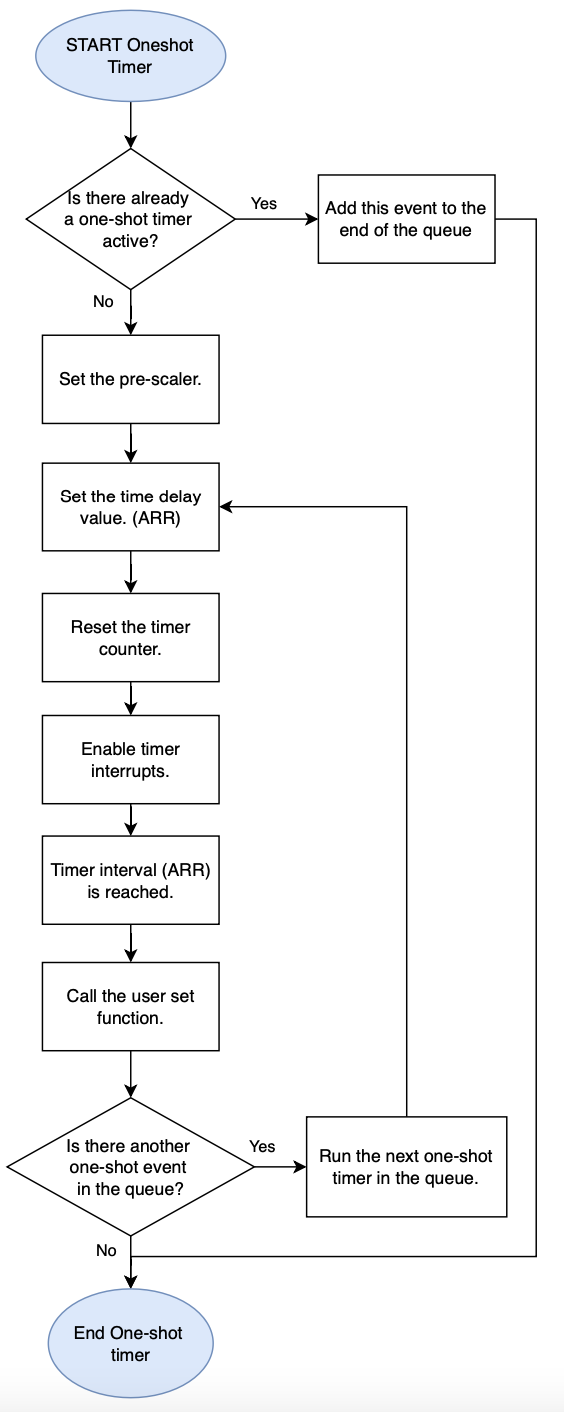 START Oneshot
Timer
Is there already
a one-shot timer
active?
Yes
Add this event to the
end of the queue
No
Set the pre-scaler.
Set the time delay
value. (ARR)
Reset the timer
counter.
Enable timer
interrupts.
Timer interval (ARR)
is reached.
Call the user set
function.
Is there another
one-shot event
in the queue?
Yes
Run the next one-shot
timer in the queue.
No
End One-shot
timer